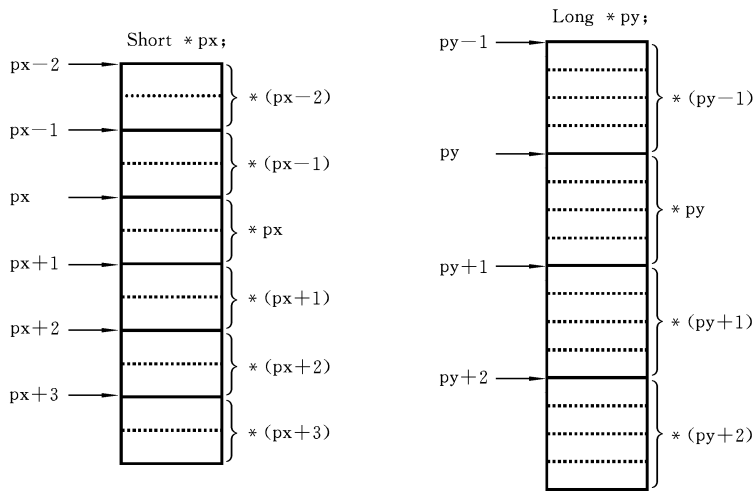 Short *px;
px-2
*(px-2)
px-1
*(px-1)
px
*px
px+1
*(px+1)
px+2
*(px+2)
px+3
*(px+3)
Long *py;
py-1
*(py-1)
py
*py
py+1
*(py+1)
py+2
*(py+2)